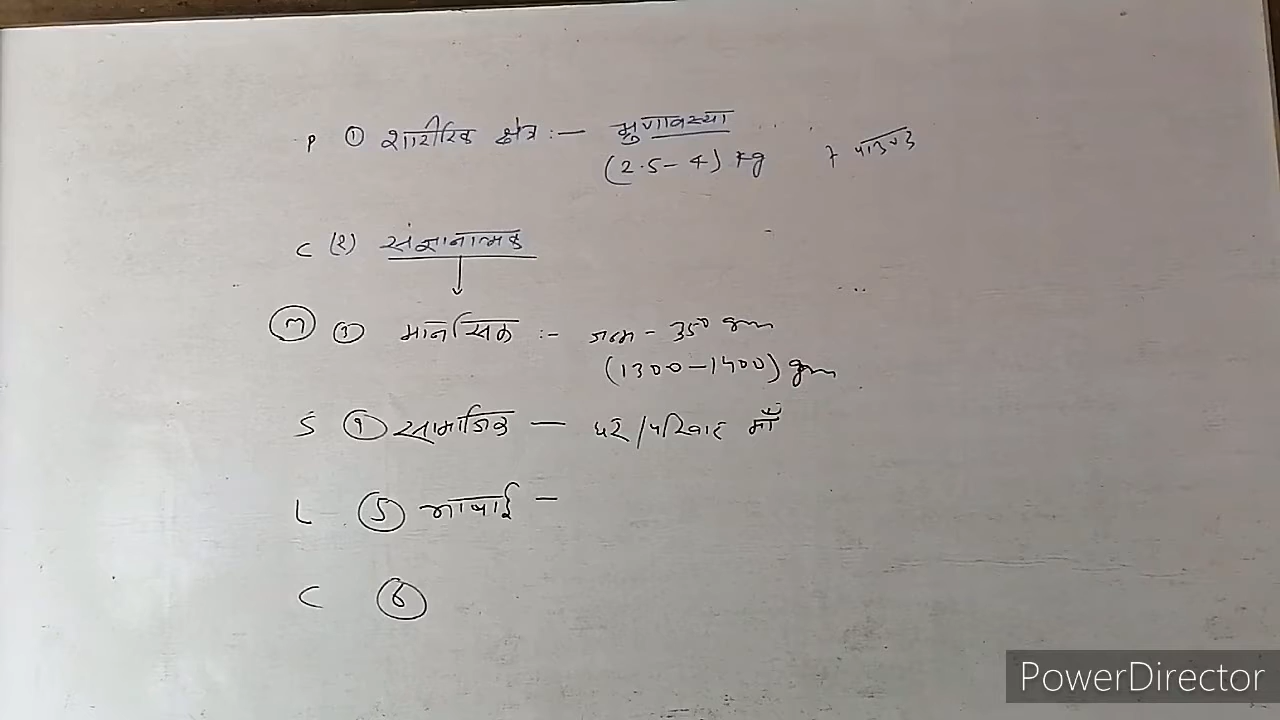 P ① शारीरिक क्षेत्र :— भ्रुणावस्था
(2.5 - 4) kg 7 पाउण्ड
C (२) संज्ञानात्मक
M ③ मानसिक :- जन्म - 350 gm
(1300 - 1400) gm
S ④ सामाजिक — घर / परिवार माँ
L ⑤ भाषाई —
C ⑥
PowerDirector